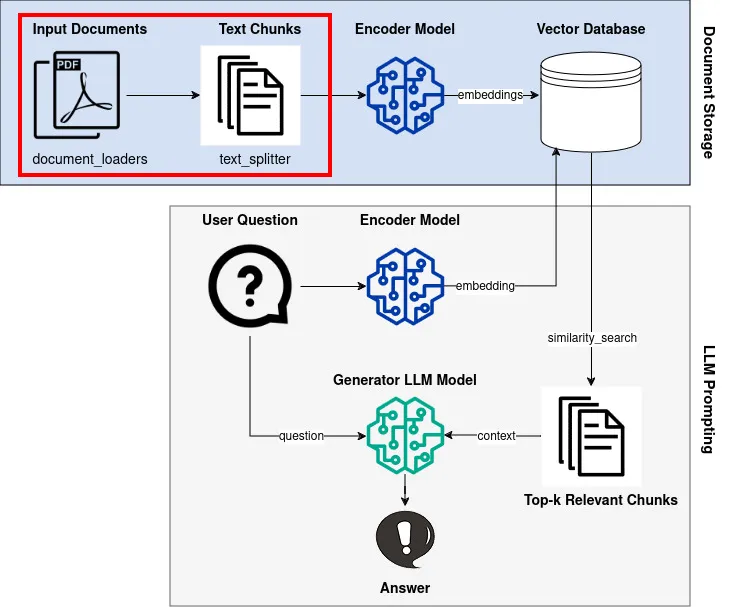 Input Documents
Text Chunks
Encoder Model
Vector Database
PDF
embeddings
document_loaders
text_splitter
Document Storage
User Question
Encoder Model
?
embedding
similarity_search
Generator LLM Model
question
context
Top-k Relevant Chunks
!
Answer
LLM Prompting